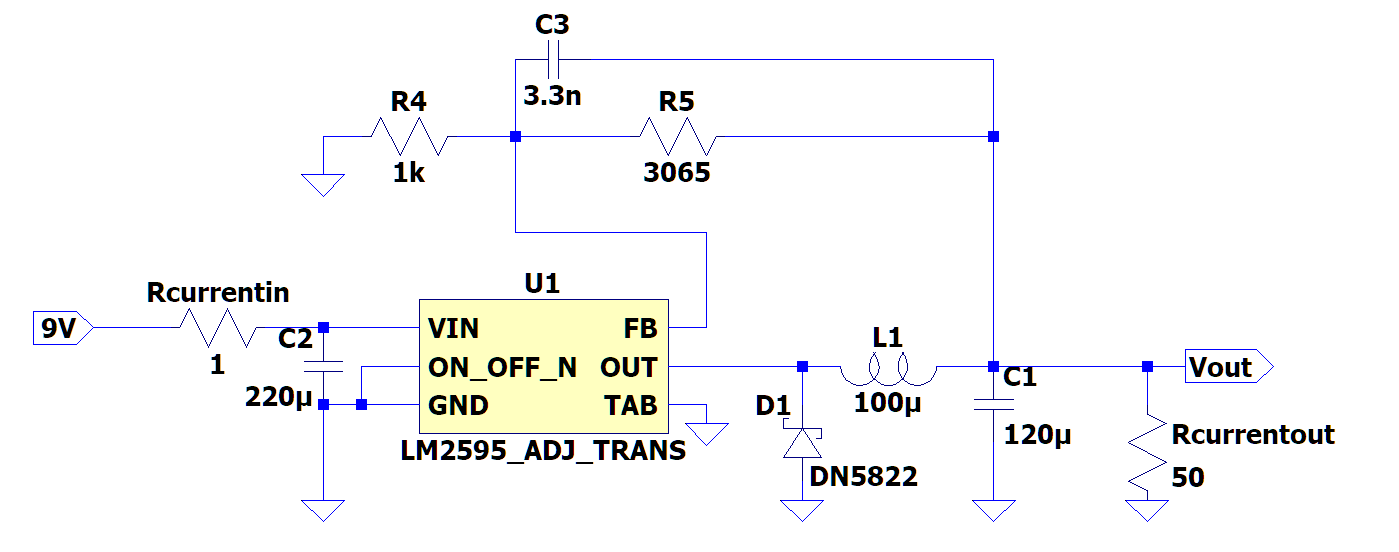 C3
3.3n
R4
R5
1k
3065
U1
Rcurrentin
9V
1
C2
220µ
VIN
FB
ON_OFF_N
OUT
GND
TAB
LM2595_ADJ_TRANS
L1
100µ
D1
DN5822
C1
120µ
Vout
Rcurrentout
50